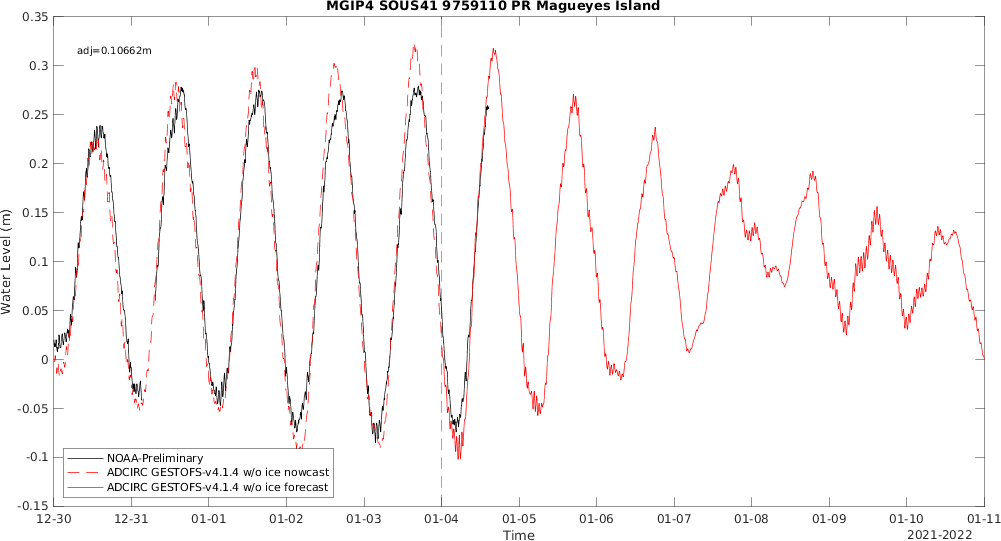 MGIP4 SOUS41 9759110 PR Magueyes Island
adj=0.10662m
Water Level (m)
0.35
0.3
0.25
0.2
0.15
0.1
0.05
0
-0.05
-0.1
-0.15
NOAA-Preliminary
ADCIRC GESTOFS-v4.1.4 w/o ice nowcast
ADCIRC GESTOFS-v4.1.4 w/o ice forecast
12-30 12-31 01-01 01-02 01-03 01-04 01-05 01-06 01-07 01-08 01-09 01-10 01-11
Time
2021-2022